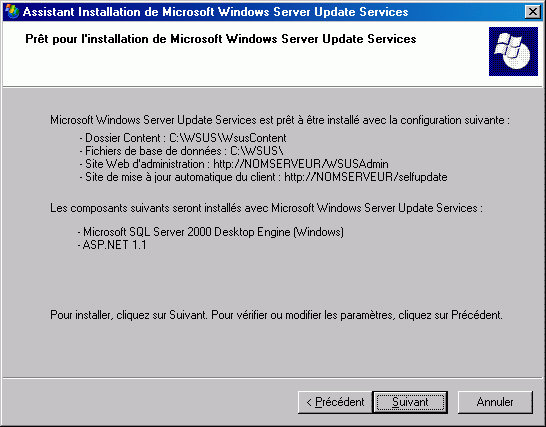 Assistant Installation de Microsoft Windows Server Update Services
Prêt pour l'installation de Microsoft Windows Server Update Services
Microsoft Windows Server Update Services est prêt à être installé avec la configuration suivante :
- Dossier Content : C:\WSUS\WsusContent
- Fichiers de base de données : C:\WSUS\
- Site Web d'administration : http://NOMSERVEUR/WSUSAdmin
- Site de mise à jour automatique du client : http://NOMSERVEUR/selfupdate
Les composants suivants seront installés avec Microsoft Windows Server Update Services :
- Microsoft SQL Server 2000 Desktop Engine (Windows)
- ASP.NET 1.1
Pour installer, cliquez sur Suivant. Pour vérifier ou modifier les paramètres, cliquez sur Précédent.
< Précédent Suivant Annuler